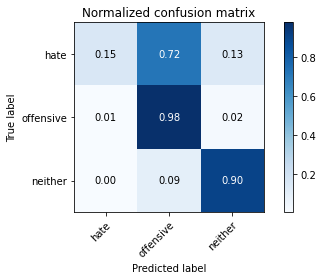 Normalized confusion matrix
hate 0.15 0.72 0.13
offensive 0.01 0.98 0.02
neither 0.00 0.09 0.90
True label
hate offensive neither
Predicted label
0.8
0.6
0.4
0.2